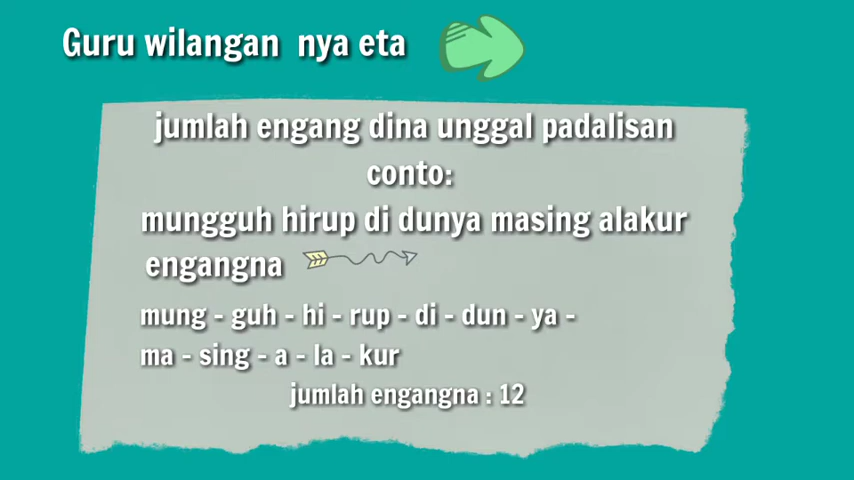 Guru wilangan nya eta
jumlah engang dina unggal padalisan
conto:
mungguh hirup di dunya masing alakur
engangna
mung - guh - hi - rup - di - dun - ya -
ma - sing - a - la - kur
jumlah engangna : 12